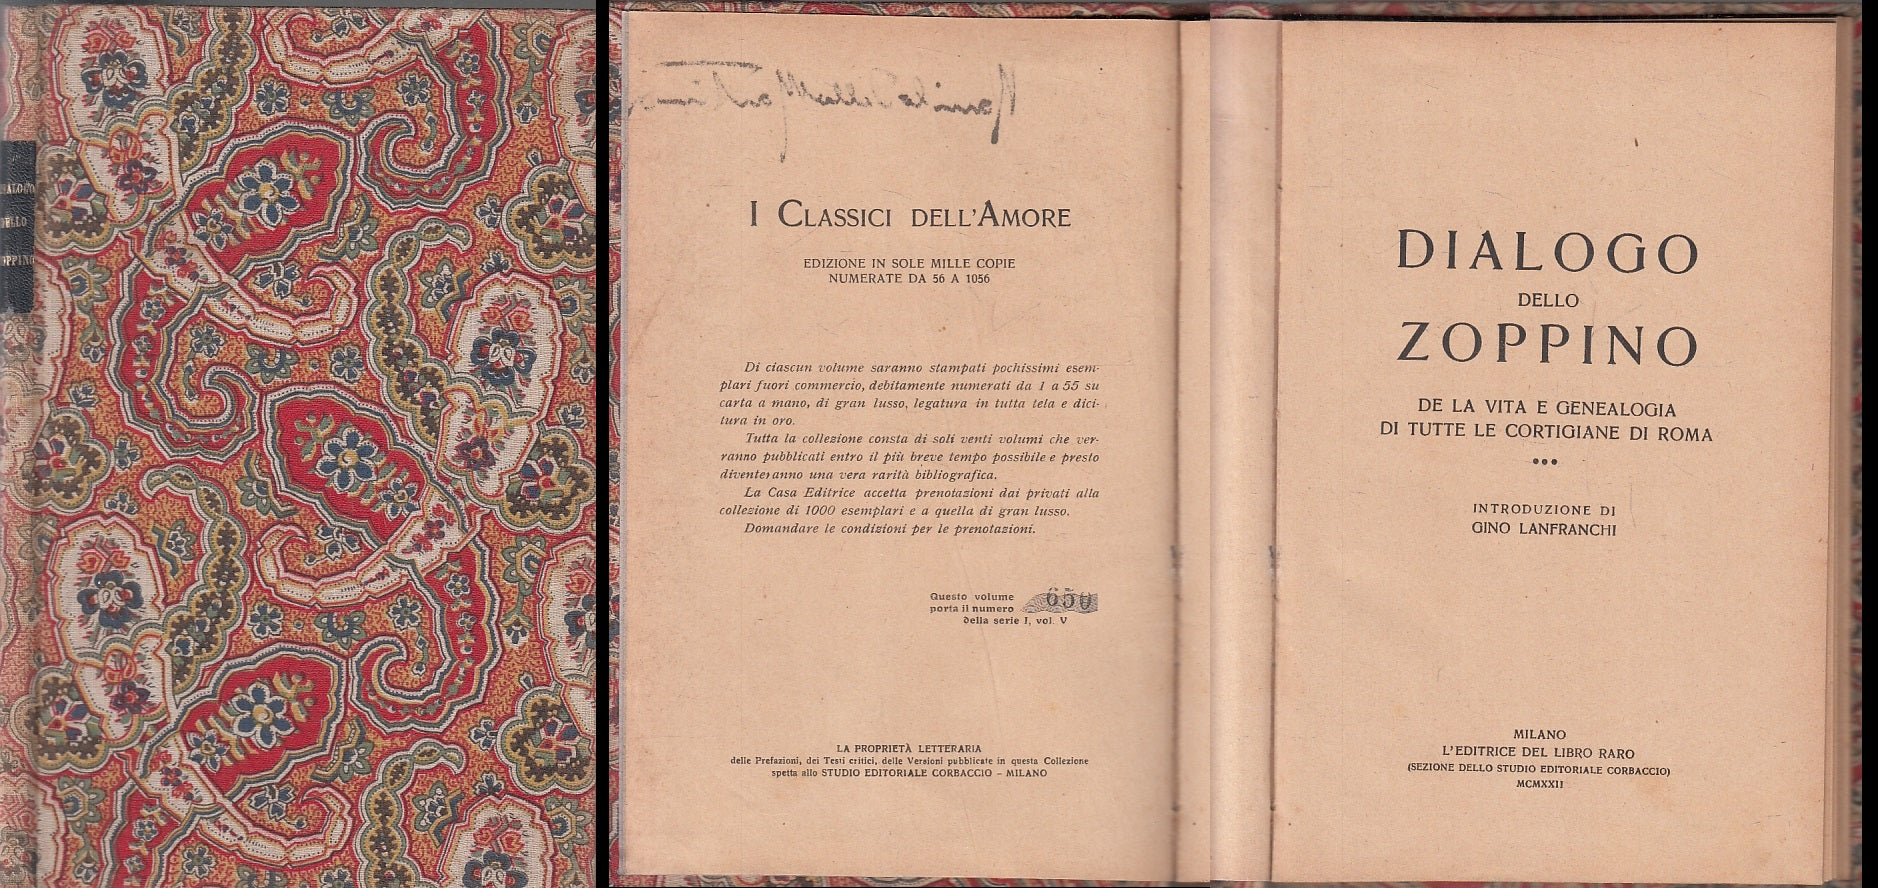 DIALOGO
DELLO
ZOPPINO
I CLASSICI DELL'AMORE
EDIZIONE IN SOLE MILLE COPIE
NUMERATE DA 56 A 1056
Di ciascun volume saranno stampati pochissimi esem-
plari fuori commercio, debitamente numerati da 1 a 55 su
carta a mano, di gran lusso, legatura in tutta tela e dici-
tura in oro.
Tutta la collezione consta di soli venti volumi che ver-
ranno pubblicati entro il più breve tempo possibile e presto
diventeranno una vera rarità bibliografica.
La Casa Editrice accetta prenotazioni dai privati alla
collezione di 1000 esemplari e a quella di gran lusso.
Domandare le condizioni per le prenotazioni.
Questo volume
porta il numero 650
della serie I, vol. V
LA PROPRIETÀ LETTERARIA
delle Prefazioni, dei Testi critici, delle Versioni pubblicate in questa Collezione
spetta allo STUDIO EDITORIALE CORBACCIO - MILANO
DIALOGO
DELLO
ZOPPINO
DE LA VITA E GENEALOGIA
DI TUTTE LE CORTIGIANE DI ROMA
INTRODUZIONE DI
GINO LANFRANCHI
MILANO
L'EDITRICE DEL LIBRO RARO
(SEZIONE DELLO STUDIO EDITORIALE CORBACCIO)
MCMXXII